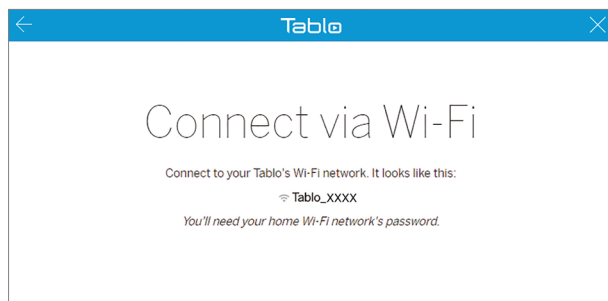 Tablo
Connect via Wi-Fi
Connect to your Tablo's Wi-Fi network. It looks like this:
Tablo_XXXX
You'll need your home Wi-Fi network's password.